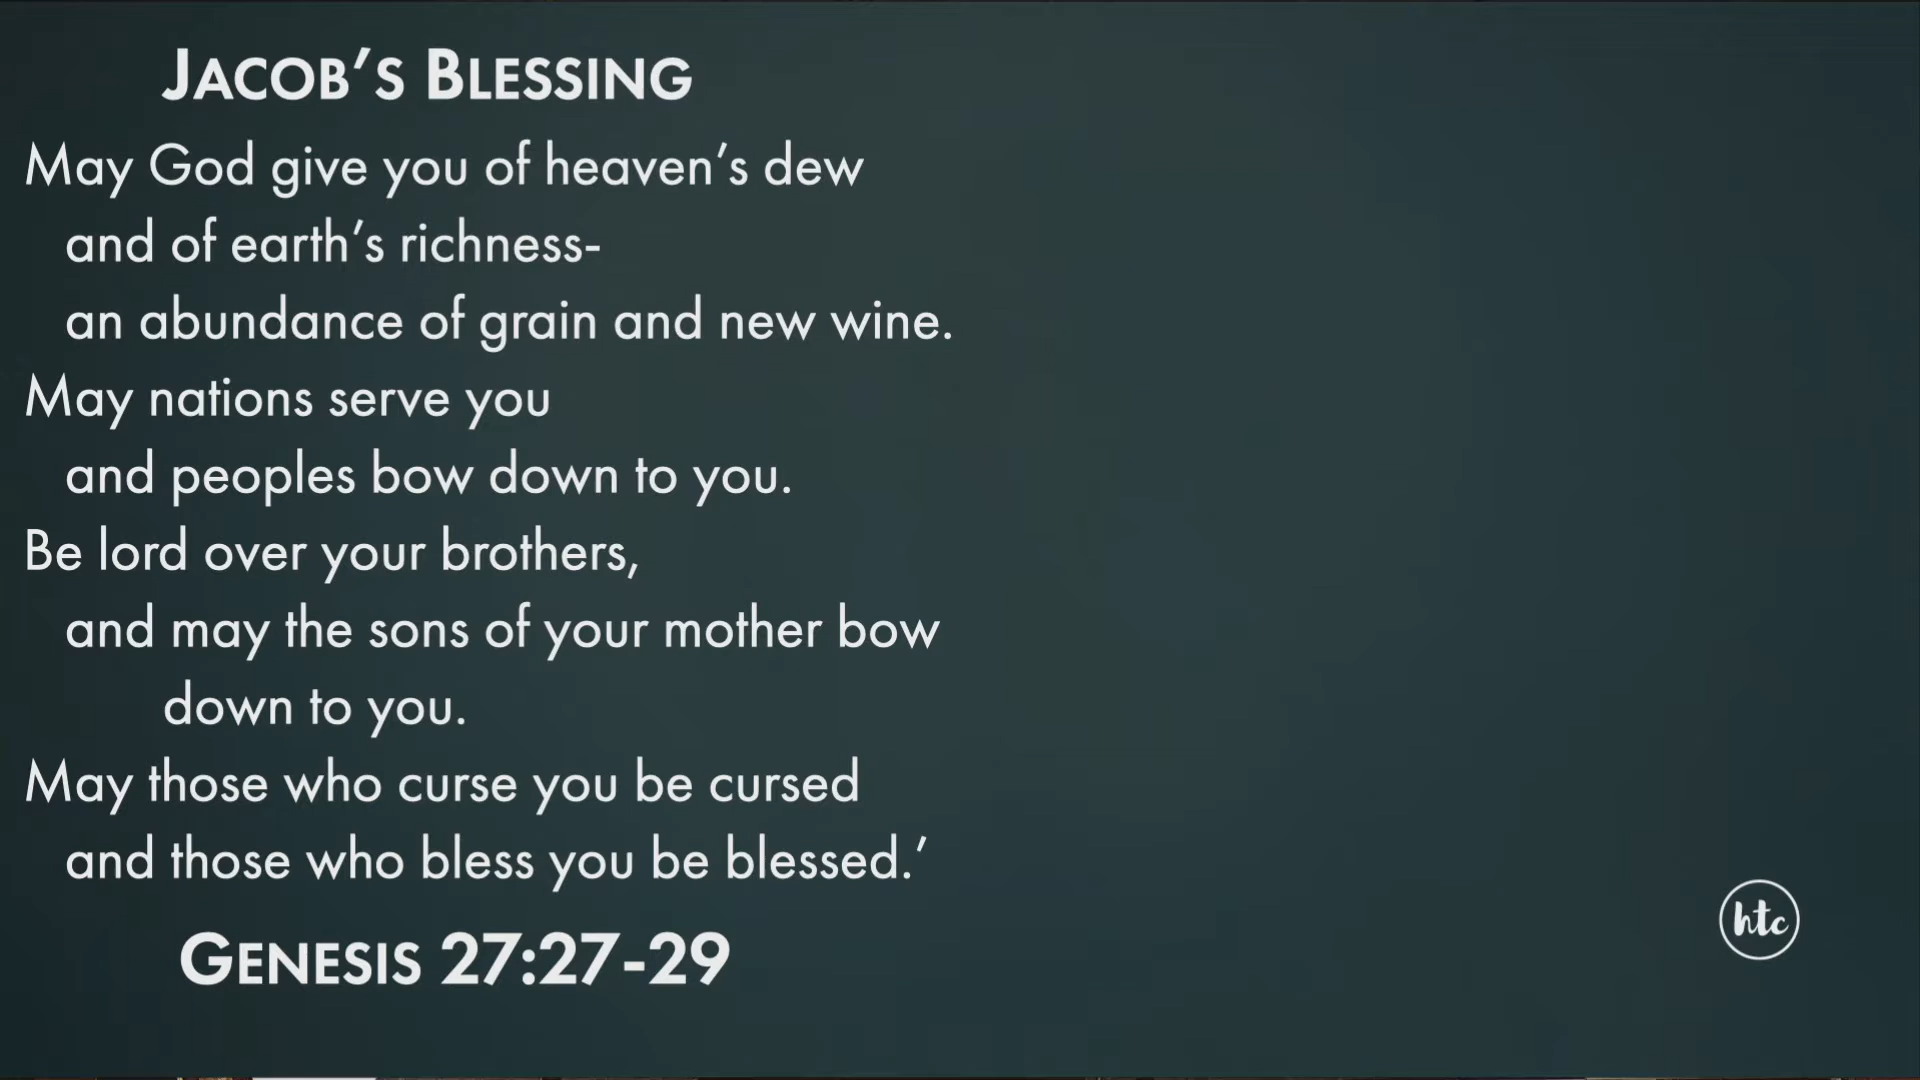 JACOB’S BLESSING
May God give you of heaven’s dew
and of earth’s richness-
an abundance of grain and new wine.
May nations serve you
and peoples bow down to you.
Be lord over your brothers,
and may the sons of your mother bow
down to you.
May those who curse you be cursed
and those who bless you be blessed.’
GENESIS 27:27-29
htc